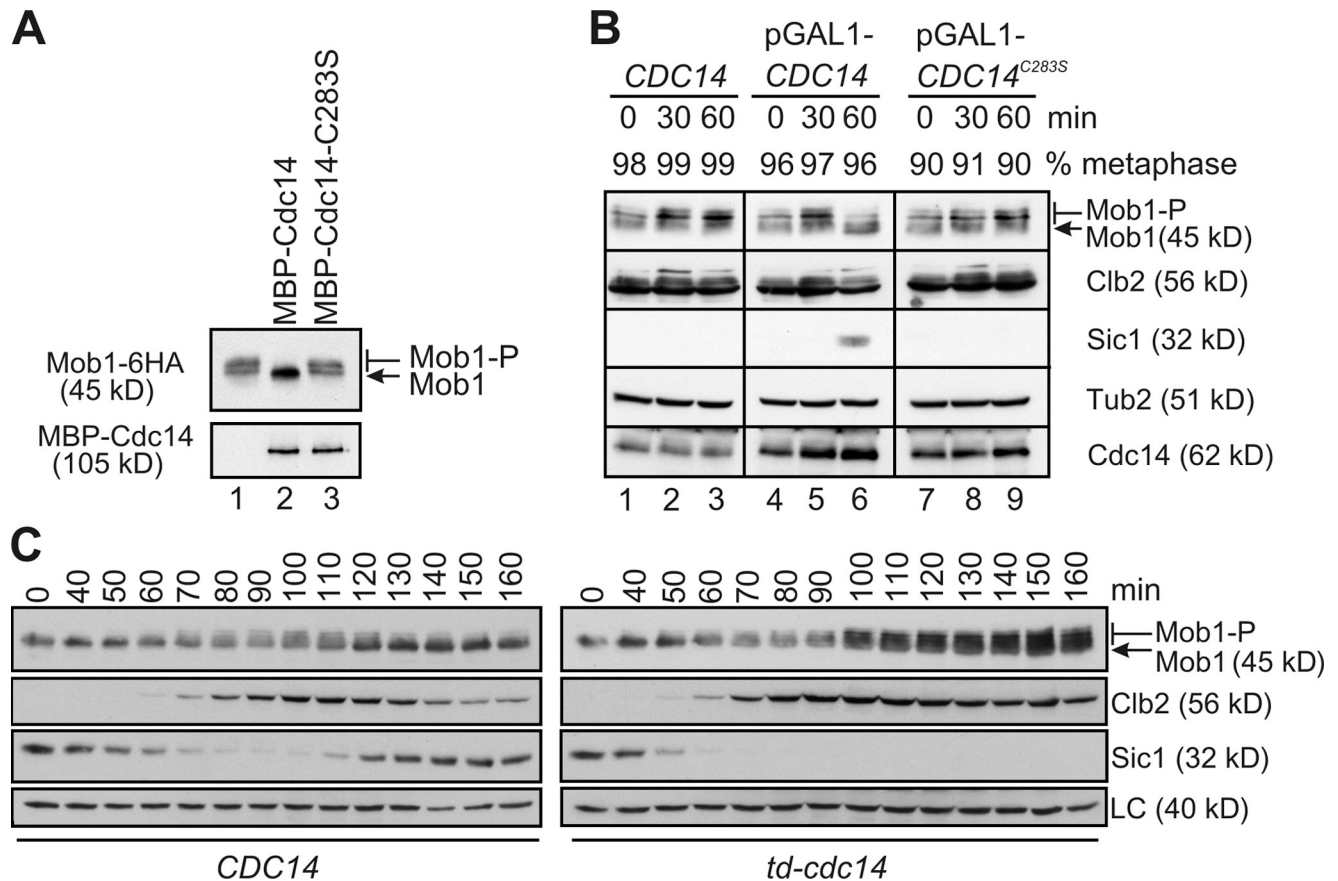 A
MBP-Cdc14
MBP-Cdc14-C283S
Mob1-6HA
(45 kD)
Mob1-P
Mob1
MBP-Cdc14
(105 kD)
1 2 3
B
pGAL1- pGAL1-
CDC14 CDC14 CDC14C283S
0 30 60 0 30 60 0 30 60 min
98 99 99 96 97 96 90 91 90 % metaphase
Mob1-P
Mob1(45 kD)
Clb2 (56 kD)
Sic1 (32 kD)
Tub2 (51 kD)
Cdc14 (62 kD)
1 2 3 4 5 6 7 8 9
C
0 40 50 60 70 80 90 100 110 120 130 140 150 160 0 40 50 60 70 80 90 100 110 120 130 140 150 160 min
Mob1-P
Mob1 (45 kD)
Clb2 (56 kD)
Sic1 (32 kD)
LC (40 kD)
CDC14 td-cdc14